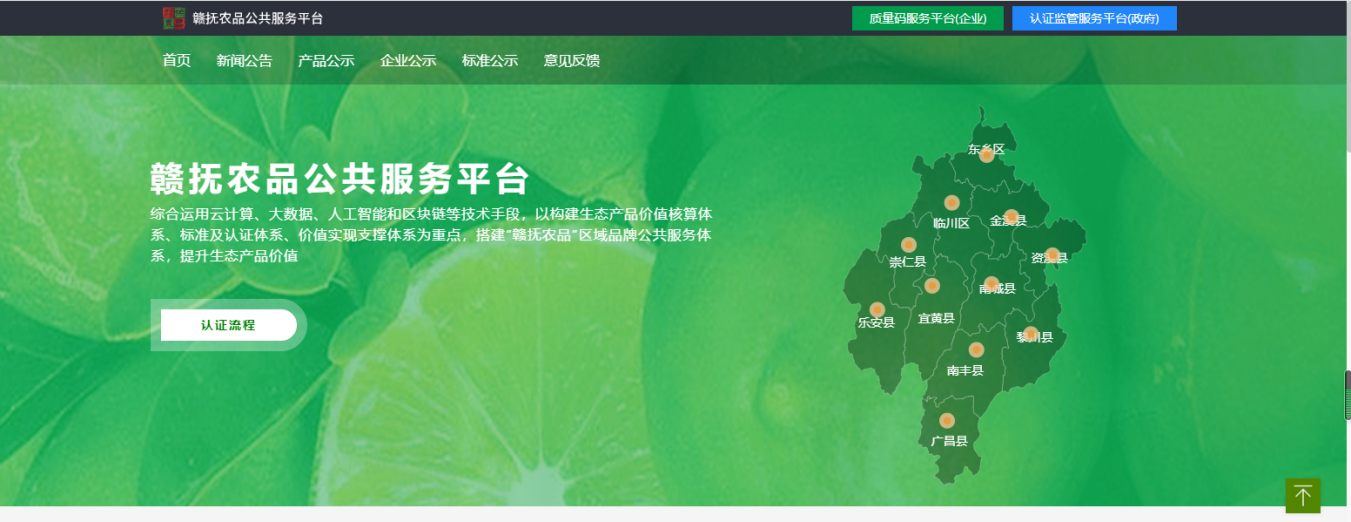 赣抚农品公共服务平台
质量码服务平台(企业)
认证监管服务平台(政府)
首页 新闻公告 产品公示 企业公示 标准公示 意见反馈
赣抚农品公共服务平台
综合运用云计算、大数据、人工智能和区块链等技术手段，以构建生态产品价值核算体
系、标准及认证体系、价值实现支撑体系为重点，搭建“赣抚农品”区域品牌公共服务体
系，提升生态产品价值
认证流程
东乡区
临川区
金溪县
崇仁县
资溪县
南城县
乐安县
宜黄县
黎川县
南丰县
广昌县